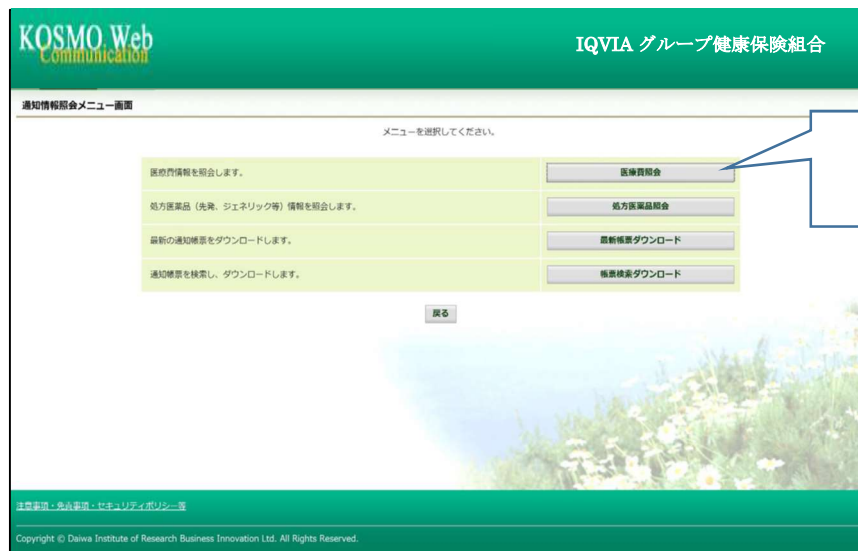 KOSMO Web
Communication
IQVIA グループ健康保険組合
通知情報照会メニュー画面
メニューを選択してください。
医療費情報を照会します。
医療費照会
処方医薬品（先発、ジェネリック等）情報を照会します。
処方医薬品照会
最新の通知帳票をダウンロードします。
最新帳票ダウンロード
通知帳票を検索し、ダウンロードします。
帳票検索ダウンロード
戻る
注意事項・免責事項・セキュリティポリシー等
Copyright © Daiwa Institute of Research Business Innovation Ltd. All Rights Reserved.